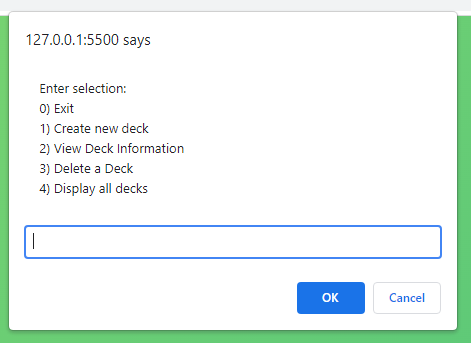 127.0.0.1:5500 says
Enter selection:
0) Exit
1) Create new deck
2) View Deck Information
3) Delete a Deck
4) Display all decks
OK
Cancel